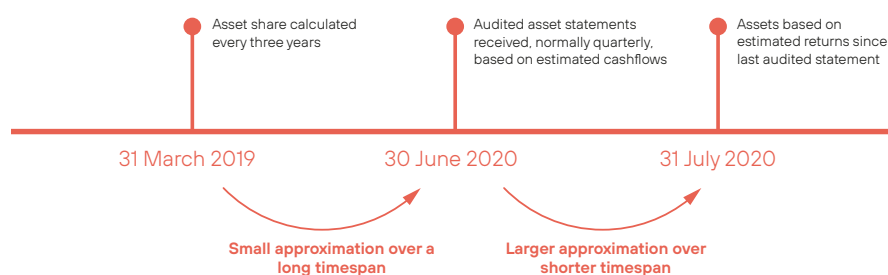 Asset share calculated
every three years
Audited asset statements
received, normally quarterly,
based on estimated cashflows
Assets based on
estimated returns since
last audited statement
31 March 2019
30 June 2020
31 July 2020
Small approximation over a
long timespan
Larger approximation over
shorter timespan